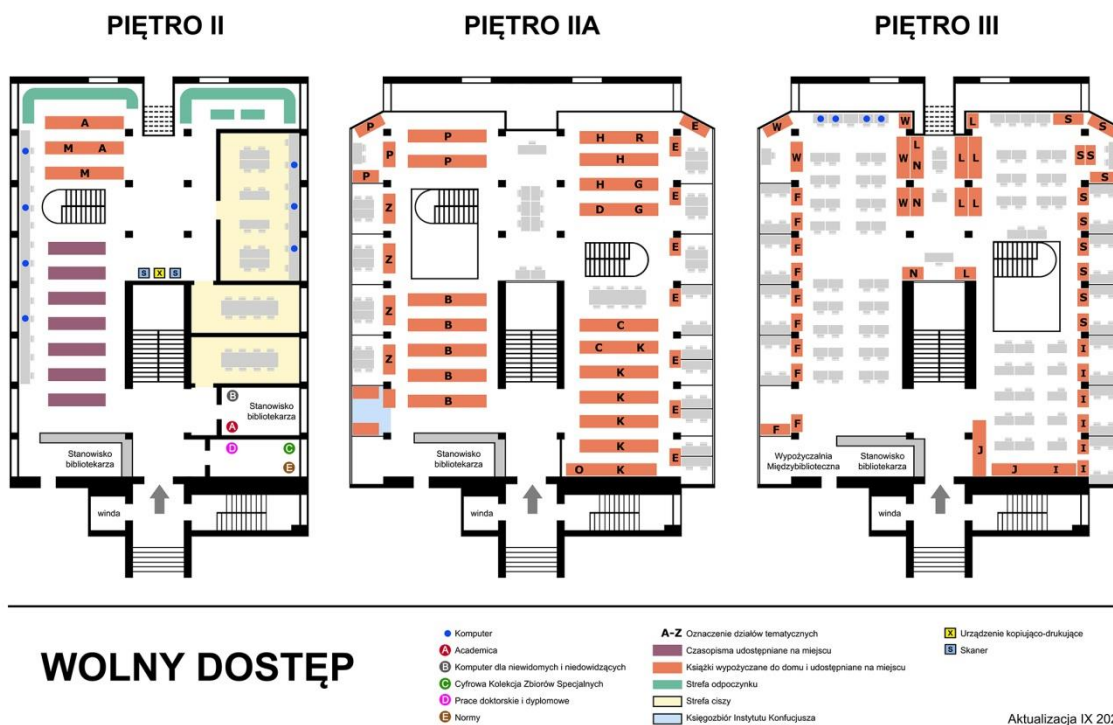 PIĘTRO II
PIĘTRO IIA
PIĘTRO III
A
M A
M
S X S
B
Stanowisko
bibliotekarza
A
D
C
E
Stanowisko
bibliotekarza
winda
P
P
P
P
P
Z
Z
Z
Z
B
B
B
B
B
H R
H
H G
D G
C
C K
K
K
K
K
O K
E
E
E
E
E
E
E
E
Stanowisko
bibliotekarza
winda
W
W
W
W
W
L
N
N
L
L L
L L
N L
S
S
S S
S
S
S
S
S
S
I
I
I
I
I
F
F
F
F
F
F
F
F
F
J
J I
Wypożyczalnia
Międzybiblioteczna
Stanowisko
bibliotekarza
winda
WOLNY DOSTĘP
Komputer
A Academica
B Komputer dla niewidomych i niedowidzących
C Cyfrowa Kolekcja Zbiorów Specjalnych
D Prace doktorskie i dyplomowe
E Normy
A-Z Oznaczenie działów tematycznych
Czasopisma udostępniane na miejscu
Książki wypożyczane do domu i udostępniane na miejscu
Strefa odpoczynku
Strefa ciszy
Księgozbiór Instytutu Konfucjusza
X Urządzenie kopiująco-drukujące
S Skaner
Aktualizacja IX 202